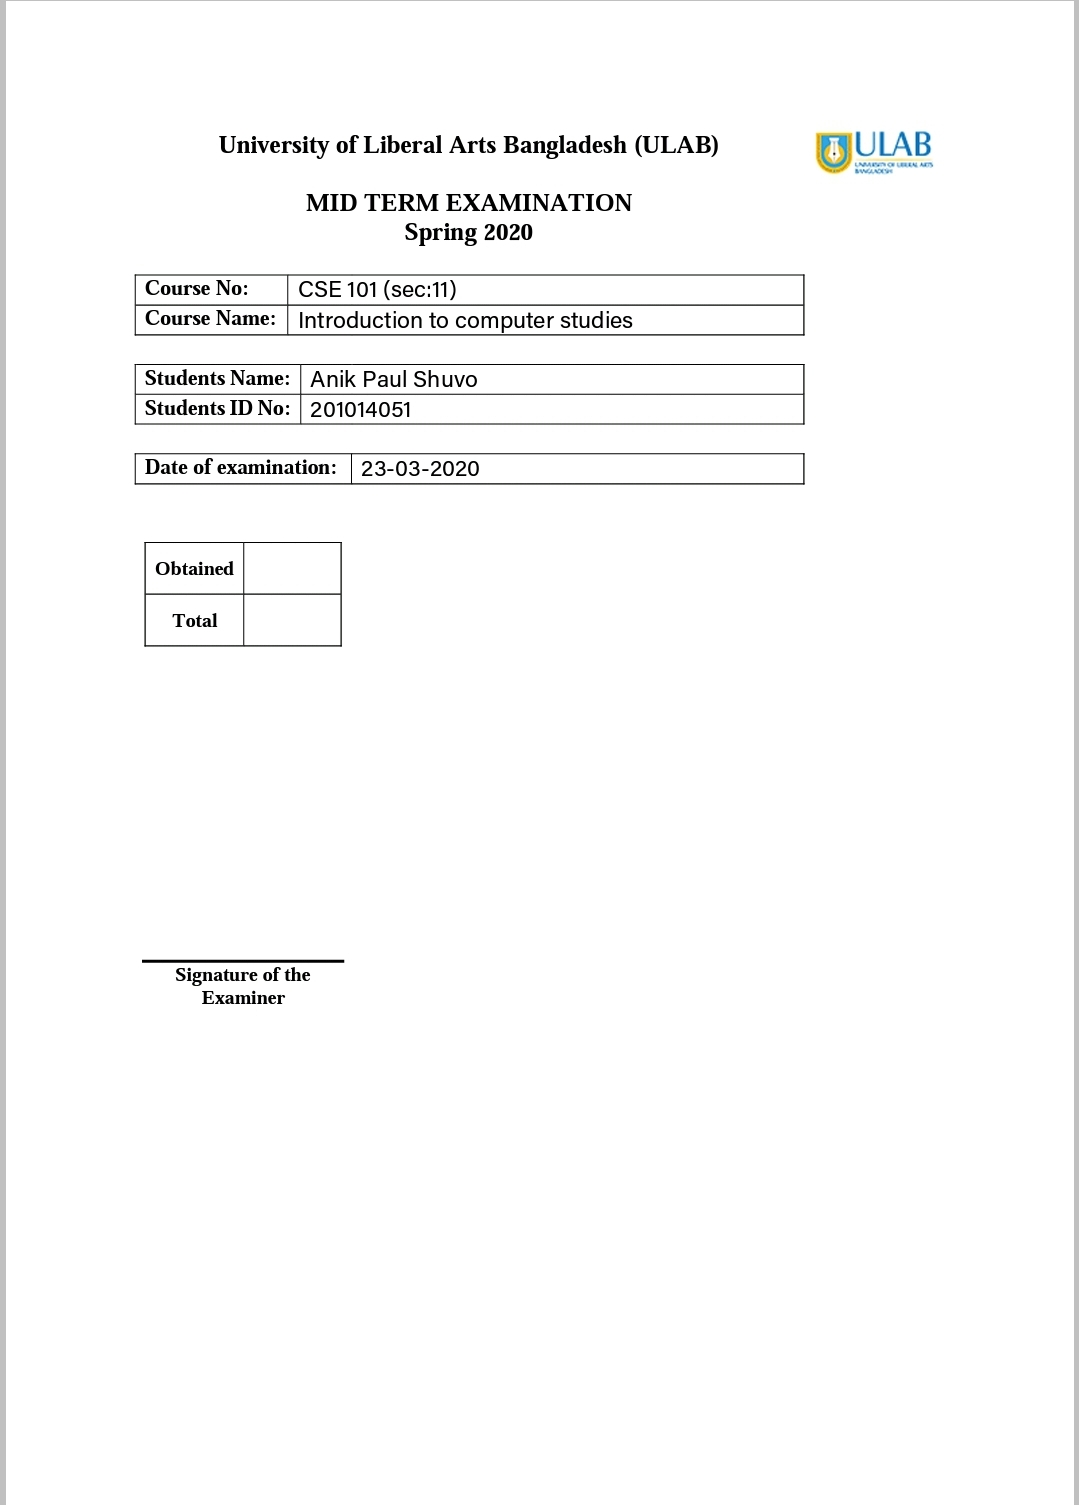 University of Liberal Arts Bangladesh (ULAB)
ULAB
UNIVERSITY OF LIBERAL ARTS
BANGLADESH
MID TERM EXAMINATION
Spring 2020
Course No: CSE 101 (sec:11)
Course Name: Introduction to computer studies
Students Name: Anik Paul Shuvo
Students ID No: 201014051
Date of examination: 23-03-2020
Obtained
Total
Signature of the
Examiner